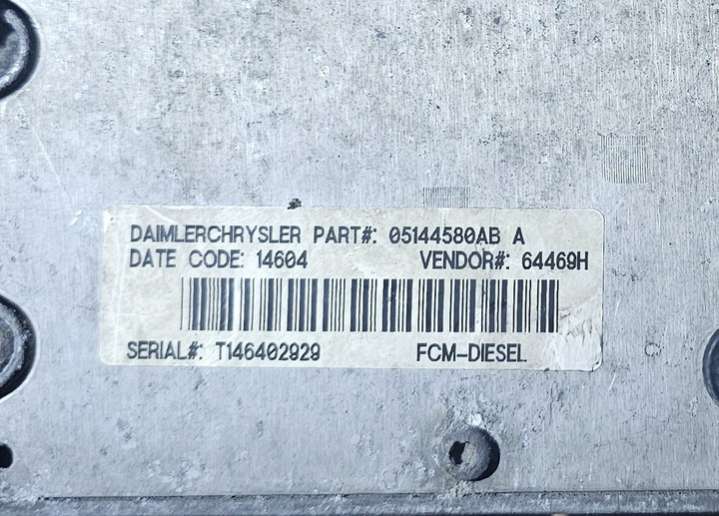 DAIMLERCHRYSLER PART#: 05144580AB A
DATE CODE: 14604 VENDOR#: 64469H
SERIAL#: T146402929 FCM-DIESEL